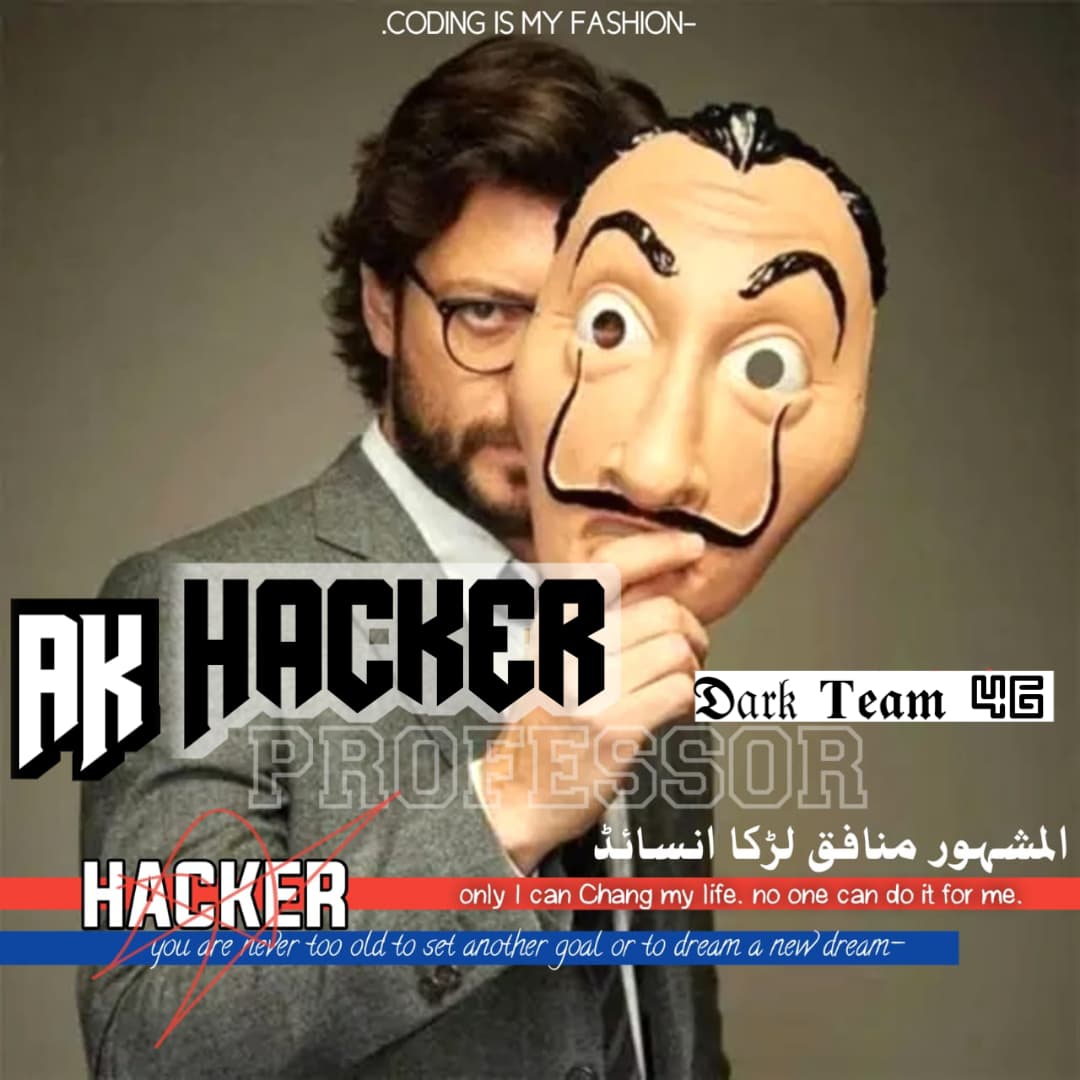 .CODING IS MY FASHION-
AK HACKER
Dark Team 4G
PROFESSOR
المشہور منافق لڑکا انسائڈ
HACKER
only I can Chang my life. no one can do it for me.
you are never too old to set another goal or to dream a new dream-